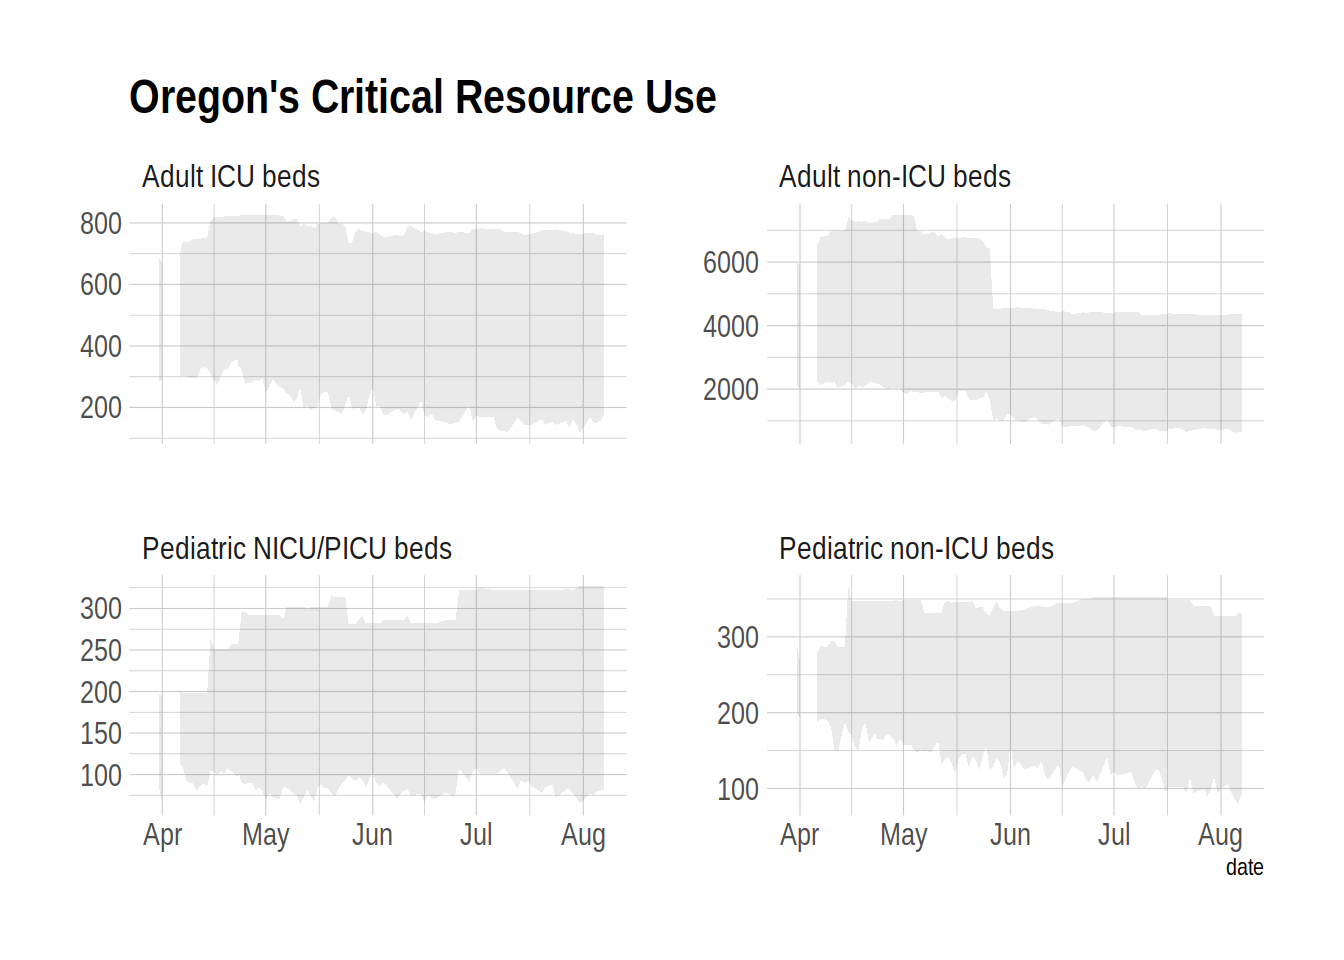 Oregon's Critical Resource Use
Adult ICU beds
Adult non-ICU beds
800
600
400
200
6000
4000
2000
Pediatric NICU/PICU beds
Pediatric non-ICU beds
300
250
200
150
100
300
200
100
Apr May Jun Jul Aug
Apr May Jun Jul Aug
date